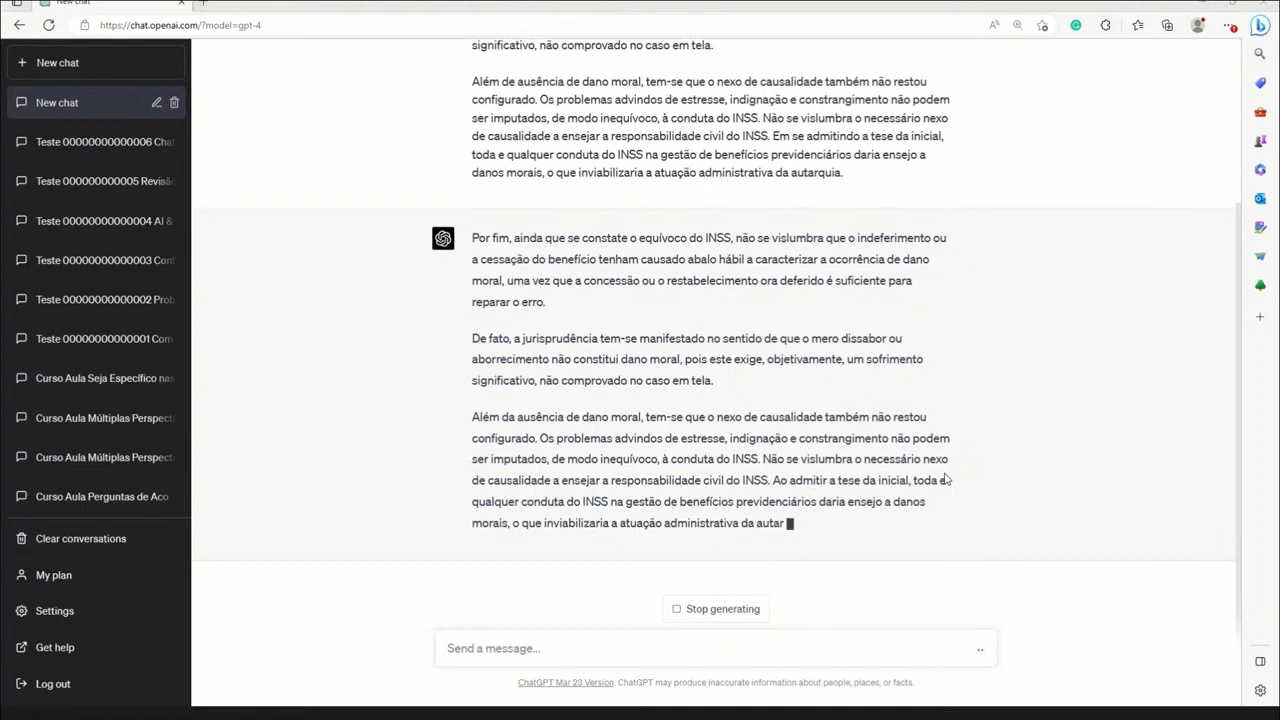 New chat
https://chat.openai.com/?model=gpt-4
New chat
New chat
Teste 00000000000006 Chat
Teste 00000000000005 Revisão
Teste 00000000000004 AI &
Teste 00000000000003 Con
Teste 00000000000002 Prob
Teste 00000000000001 Com
Curso Aula Seja Específico nas
Curso Aula Múltiplas Perspect
Curso Aula Múltiplas Perspect
Curso Aula Perguntas de Aco
Clear conversations
My plan
Settings
Get help
Log out
significativo, não comprovado no caso em tela.
Além de ausência de dano moral, tem-se que o nexo de causalidade também não restou
configurado. Os problemas advindos de estresse, indignação e constrangimento não podem
ser imputados, de modo inequívoco, à conduta do INSS. Não se vislumbra o necessário nexo
de causalidade a ensejar a responsabilidade civil do INSS. Em se admitindo a tese da inicial,
toda e qualquer conduta do INSS na gestão de benefícios previdenciários daria ensejo a
danos morais, o que inviabilizaria a atuação administrativa da autarquia.
Por fim, ainda que se constate o equívoco do INSS, não se vislumbra que o indeferimento ou
a cessação do benefício tenham causado abalo hábil a caracterizar a ocorrência de dano
moral, uma vez que a concessão ou o restabelecimento ora deferido é suficiente para
reparar o erro.
De fato, a jurisprudência tem-se manifestado no sentido de que o mero dissabor ou
aborrecimento não constitui dano moral, pois este exige, objetivamente, um sofrimento
significativo, não comprovado no caso em tela.
Além da ausência de dano moral, tem-se que o nexo de causalidade também não restou
configurado. Os problemas advindos de estresse, indignação e constrangimento não podem
ser imputados, de modo inequívoco, à conduta do INSS. Não se vislumbra o necessário nexo
de causalidade a ensejar a responsabilidade civil do INSS. Ao admitir a tese da inicial, toda e
qualquer conduta do INSS na gestão de benefícios previdenciários daria ensejo a danos
morais, o que inviabilizaria a atuação administrativa da autar
Stop generating
Send a message...
ChatGPT Mar 23 Version. ChatGPT may produce inaccurate information about people, places, or facts.